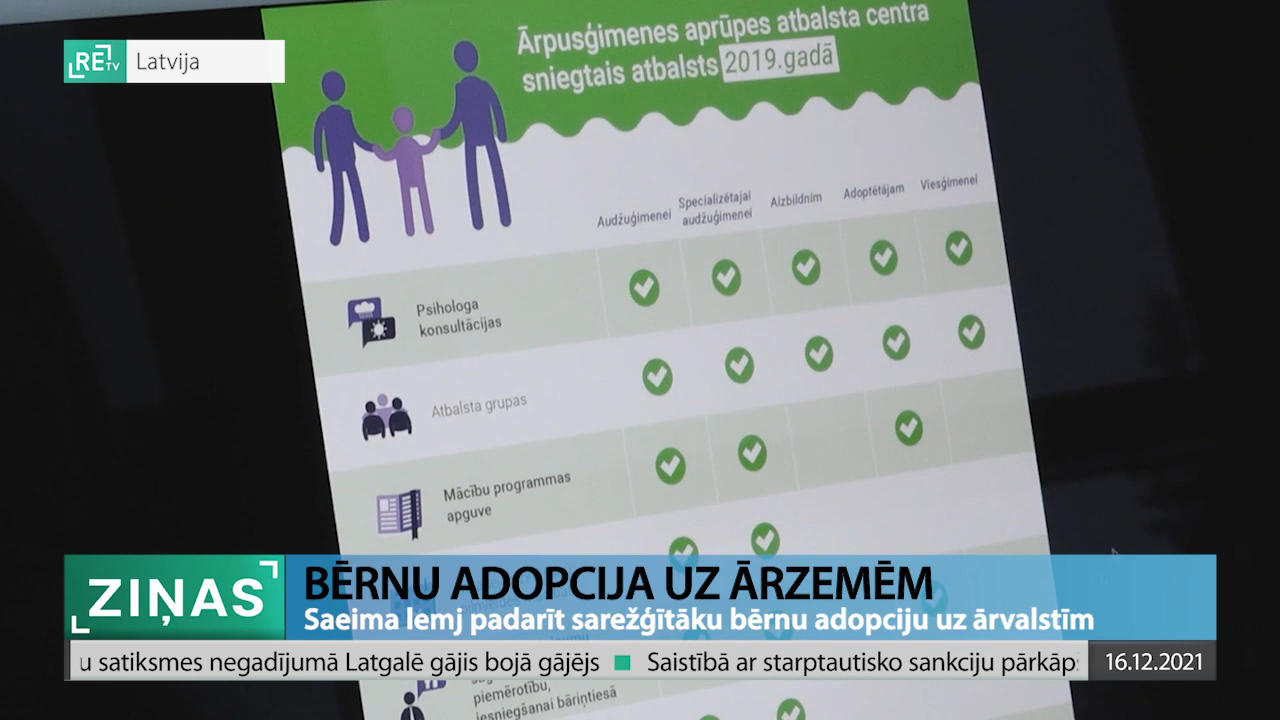 RE TV Latvija
Ārpusģimenes aprūpes atbalsta centra
sniegtais atbalsts 2019.gadā
Audžuģimenei
Specializētajai
audžuģimenei
Aizbildnim
Adoptētājam
Viesģimenei
Psihologa
konsultācijas
Atbalsta grupas
Mācību programmas
apguve
piemērotību,
iesniegšanai bāriņtiesā
ZIŅAS
BĒRNU ADOPCIJA UZ ĀRZEMĒM
Saeima lemj padarīt sarežģītāku bērnu adopciju uz ārvalstīm
u satiksmes negadījumā Latgalē gājis bojā gājējs
Saistībā ar starptautisko sankciju pārkāp
16.12.2021